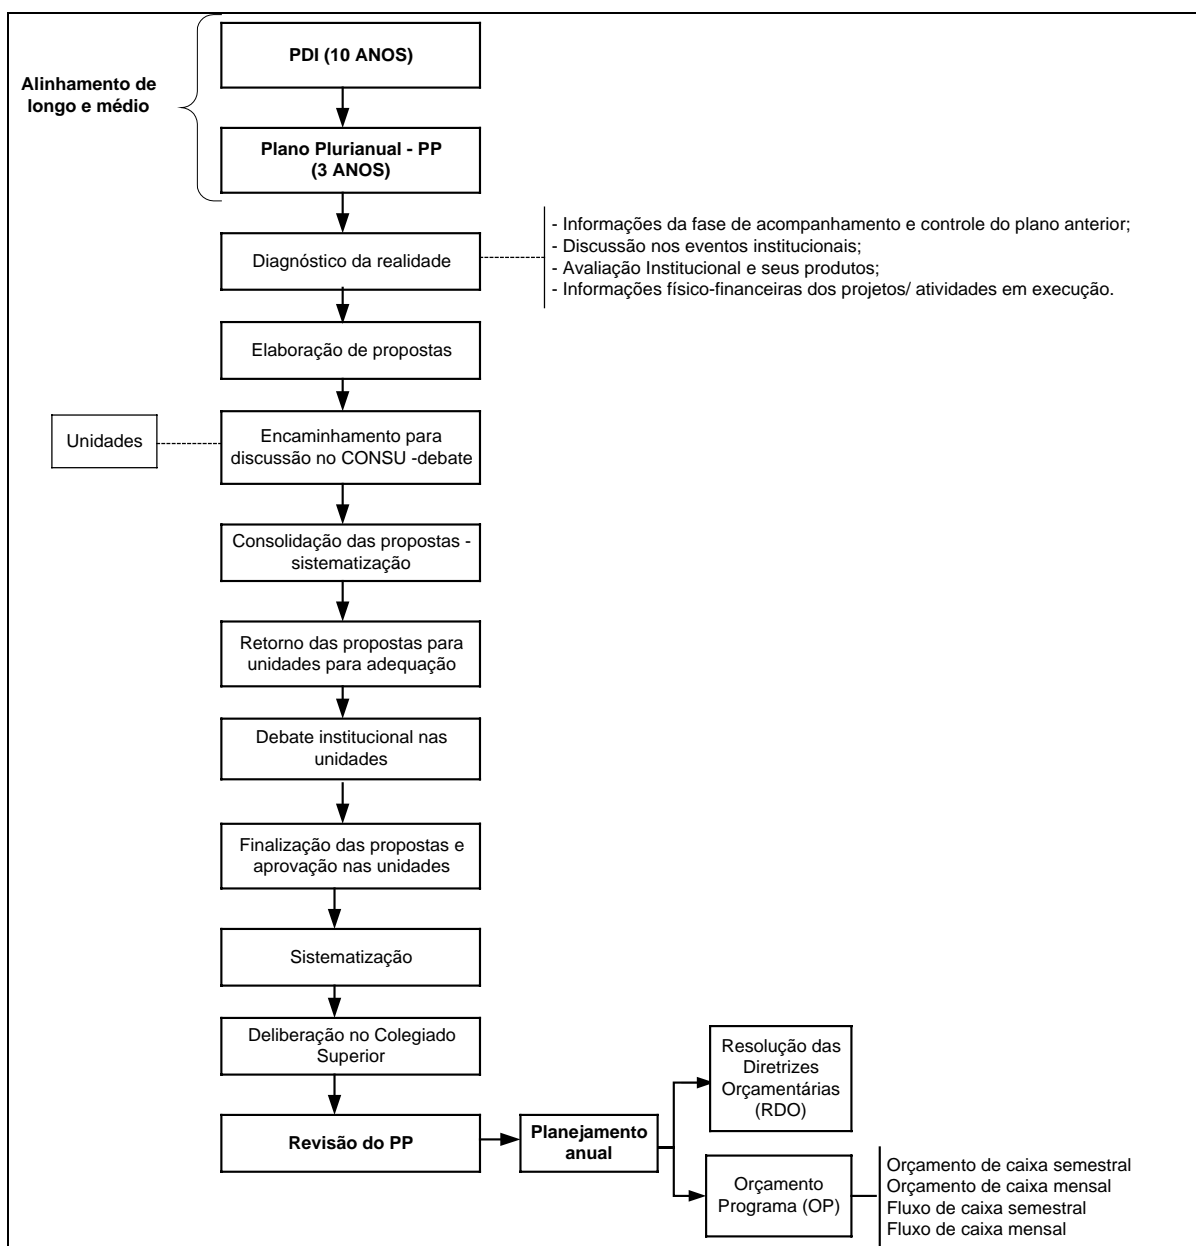 PDI (10 ANOS)
Alinhamento de
longo e médio
Plano Plurianual - PP
(3 ANOS)
Diagnóstico da realidade
- Informações da fase de acompanhamento e controle do plano anterior;
- Discussão nos eventos institucionais;
- Avaliação Institucional e seus produtos;
- Informações físico-financeiras dos projetos/ atividades em execução.
Elaboração de propostas
Unidades
Encaminhamento para
discussão no CONSU -debate
Consolidação das propostas -
sistematização
Retorno das propostas para
unidades para adequação
Debate institucional nas
unidades
Finalização das propostas e
aprovação nas unidades
Sistematização
Deliberação no Colegiado
Superior
Revisão do PP
Planejamento
anual
Resolução das
Diretrizes
Orçamentárias
(RDO)
Orçamento
Programa (OP)
Orçamento de caixa semestral
Orçamento de caixa mensal
Fluxo de caixa semestral
Fluxo de caixa mensal